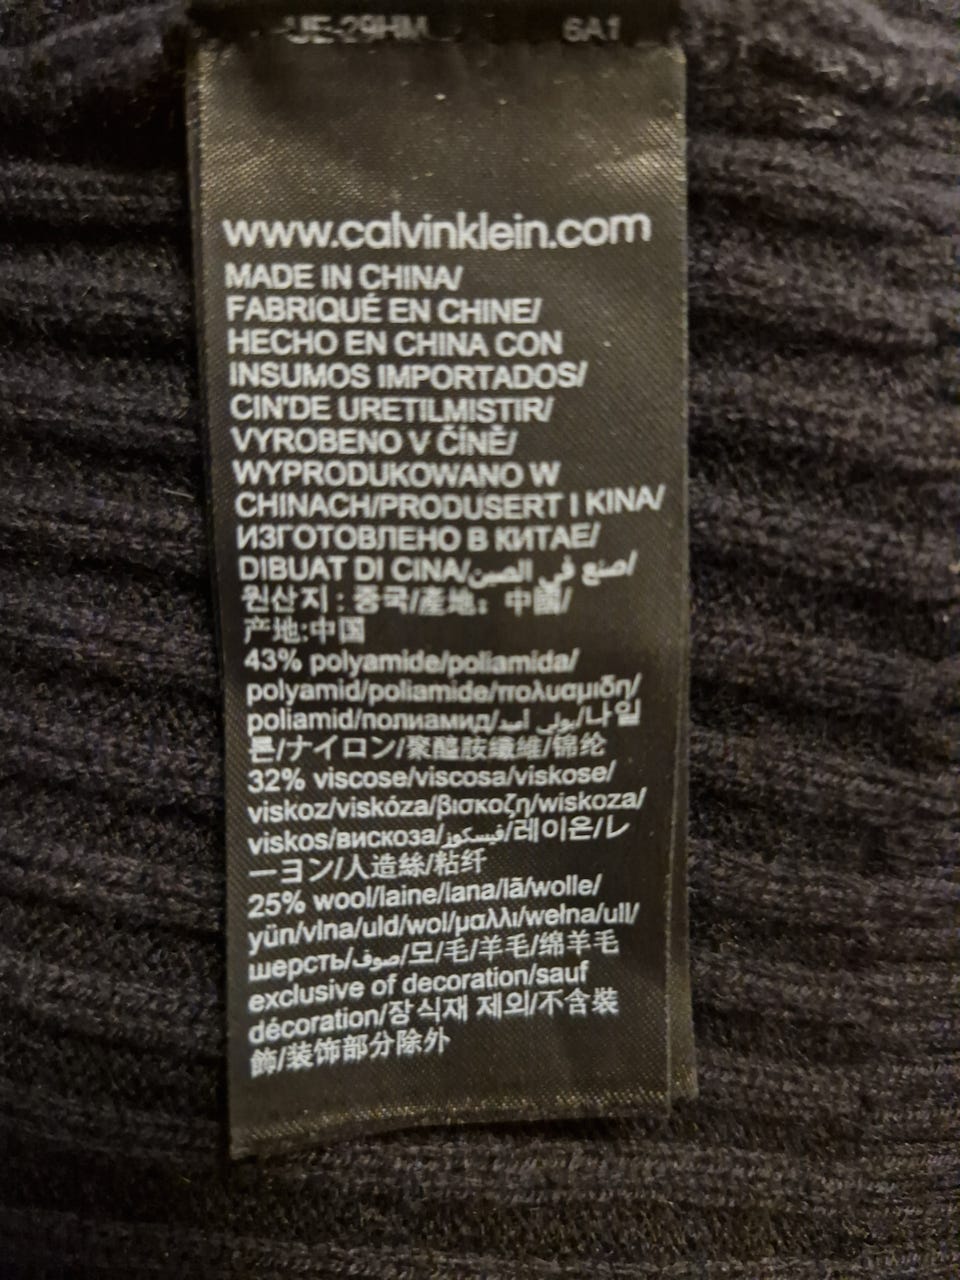 6A1
www.calvinklein.com
MADE IN CHINA/
FABRIQUÉ EN CHINE/
HECHO EN CHINA CON
INSUMOS IMPORTADOS/
CIN'DE URETILMISTIR/
VYROBENO V ČÍNĚ/
WYPRODUKOWANO W
CHINACH/PRODUSERT I KINA/
ИЗГОТОВЛЕНО В КИТАЕ/
DIBUAT DI CINA/صنع في الصين/
원산지 : 중국/產地: 中國/
产地:中国
43% polyamide/poliamida/
polyamid/poliamide/πολυαμιδη/
poliamid/полиамид/بولي اميد/나일
론/ナイロン/聚醯胺纖維/锦纶
32% viscose/viscosa/viskose/
viskoz/viskóza/βισκοζη/wiskoza/
viskos/вискоза/فيسكوز/레이온/レ
ーヨン/人造絲/粘纤
25% wool/laine/lana/lã/wolle/
yün/vlna/uld/wol/μαλλι/wełna/ull/
шерсть/صوف/모/毛/羊毛/绵羊毛
exclusive of decoration/sauf
décoration/장식재 제외/不含裝
飾/装饰部分除外